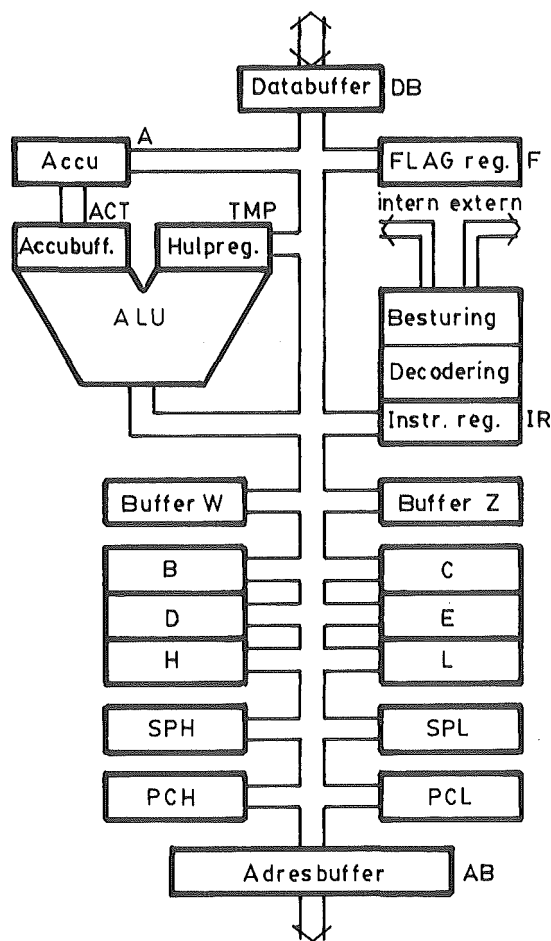 Databuffer DB
A
Accu
FLAG reg. F
ACT TMP
intern extern
Accubuff. Hulpreg.
ALU
Besturing
Decodering
Instr. reg. IR
Buffer W Buffer Z
B C
D E
H L
SPH SPL
PCH PCL
Adresbuffer AB